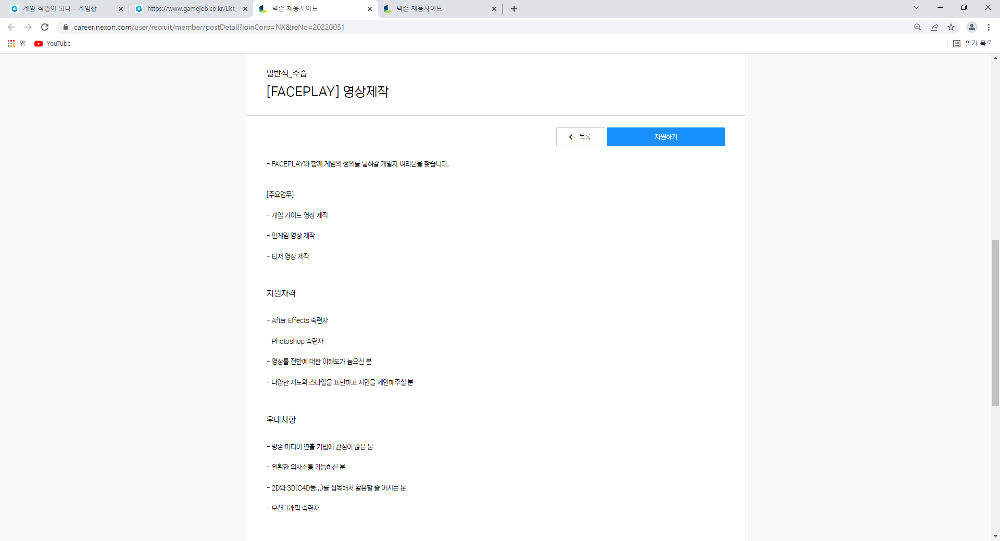 게임 직업이 되다 - 게임잡
https://www.gamejob.co.kr/List_
넥슨 채용사이트
넥슨 채용사이트
career.nexon.com/user/recruit/member/postDetail?joinCorp=NX&reNo=20220051
앱
YouTube
읽기 목록
일반직_수습
[FACEPLAY] 영상제작
목록
지원하기
- FACEPLAY와 함께 게임의 정의를 넓혀갈 개발자 여러분을 찾습니다.
[주요업무]
- 게임 가이드 영상 제작
- 인게임 영상 제작
- 티저 영상 제작
지원자격
- After Effects 숙련자
- Photoshop 숙련자
- 영상툴 전반에 대한 이해도가 높으신 분
- 다양한 시도와 스타일을 표현하고 시안을 제안해주실 분
우대사항
- 방송 미디어 연출 기법에 관심이 많은 분
- 원활한 의사소통 가능하신 분
- 2D와 3D(C4D등...)를 접목해서 활용할 줄 아시는 분
- 모션그래픽 숙련자